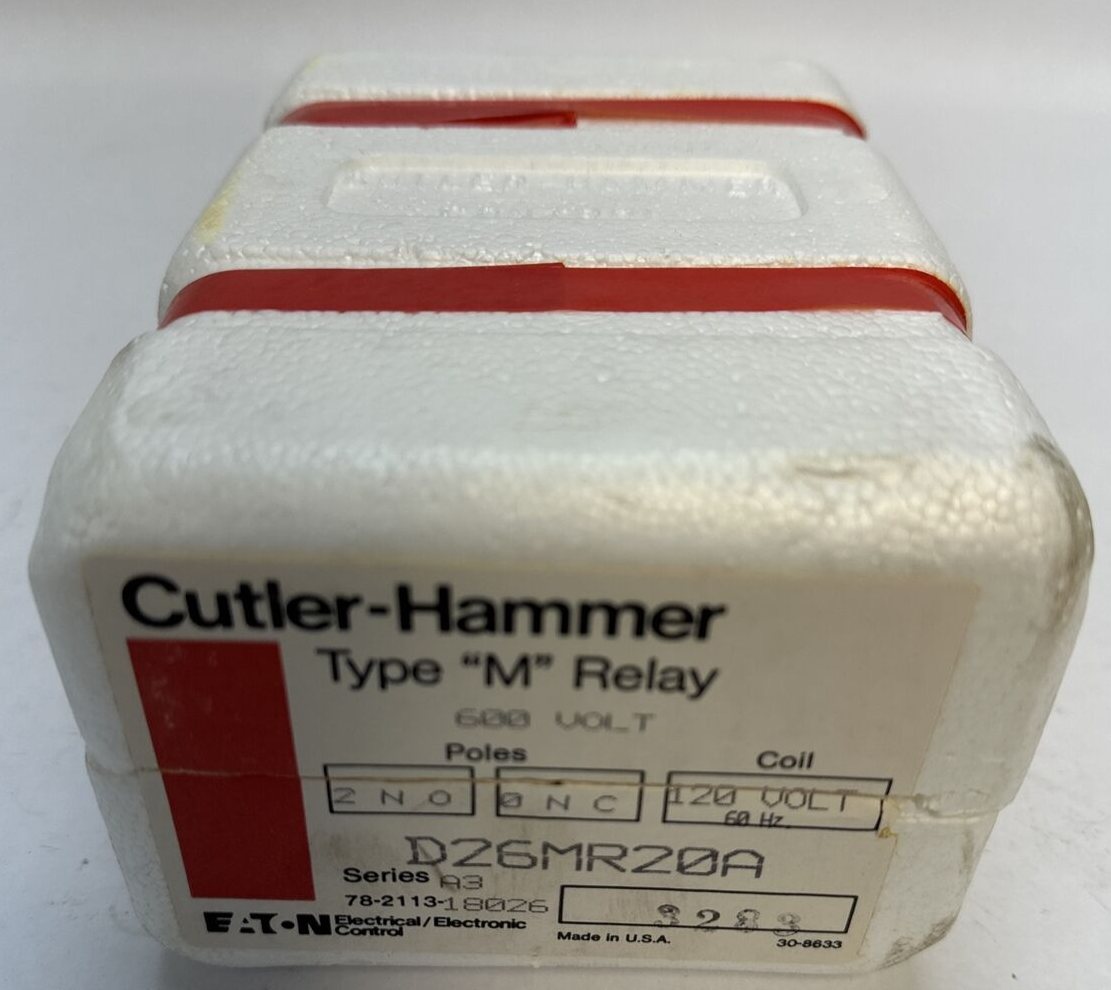 Cutler-Hammer
Type “M” Relay
600 VOLT
Poles Coil
2 N O 0 N C 120 VOLT
60 Hz.
D26MR20A
Series A3
78-2113-18026
EATON Electrical/Electronic
Control
Made in U.S.A. 30-8633